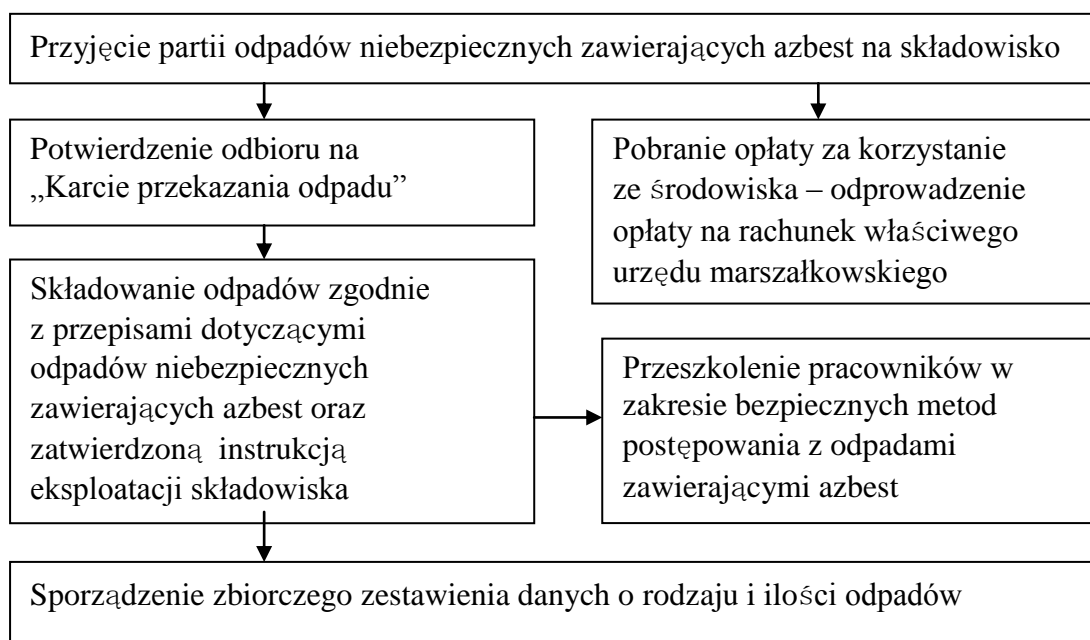 Przyjęcie partii odpadów niebezpiecznych zawierających azbest na składowisko
Potwierdzenie odbioru na
„Karcie przekazania odpadu”
Pobranie opłaty za korzystanie
ze środowiska – odprowadzenie
opłaty na rachunek właściwego
urzędu marszałkowskiego
Składowanie odpadów zgodnie
z przepisami dotyczącymi
odpadów niebezpiecznych
zawierających azbest oraz
zatwierdzoną instrukcją
eksploatacji składowiska
Przeszkolenie pracowników w
zakresie bezpiecznych metod
postępowania z odpadami
zawierającymi azbest
Sporządzenie zbiorczego zestawienia danych o rodzaju i ilości odpadów